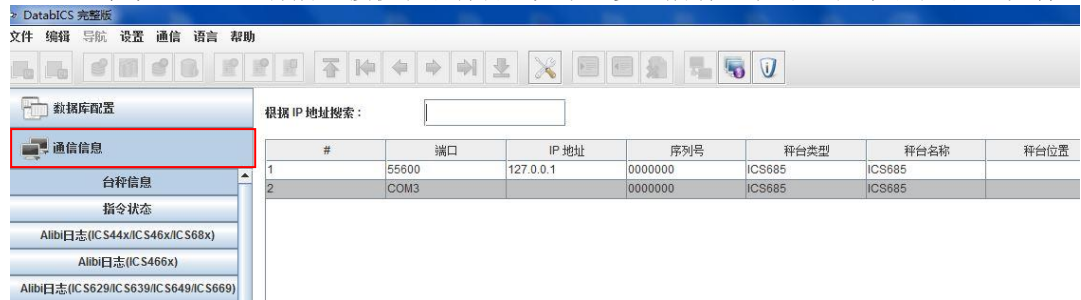 DatabICS 完整版
文件 编辑 导航 设置 通信 语言 帮助
数据库配置
根据 IP 地址搜索：
通信信息
# 端口 IP 地址 序列号 秤台类型 秤台名称 秤台位置
1 55600 127.0.0.1 0000000 ICS685 ICS685
2 COM3 0000000 ICS685 ICS685
台秤信息
指令状态
Alibi日志(ICS44x/ICS46x/ICS68x)
Alibi日志(ICS466x)
Alibi日志(ICS629/ICS639/ICS649/ICS669)